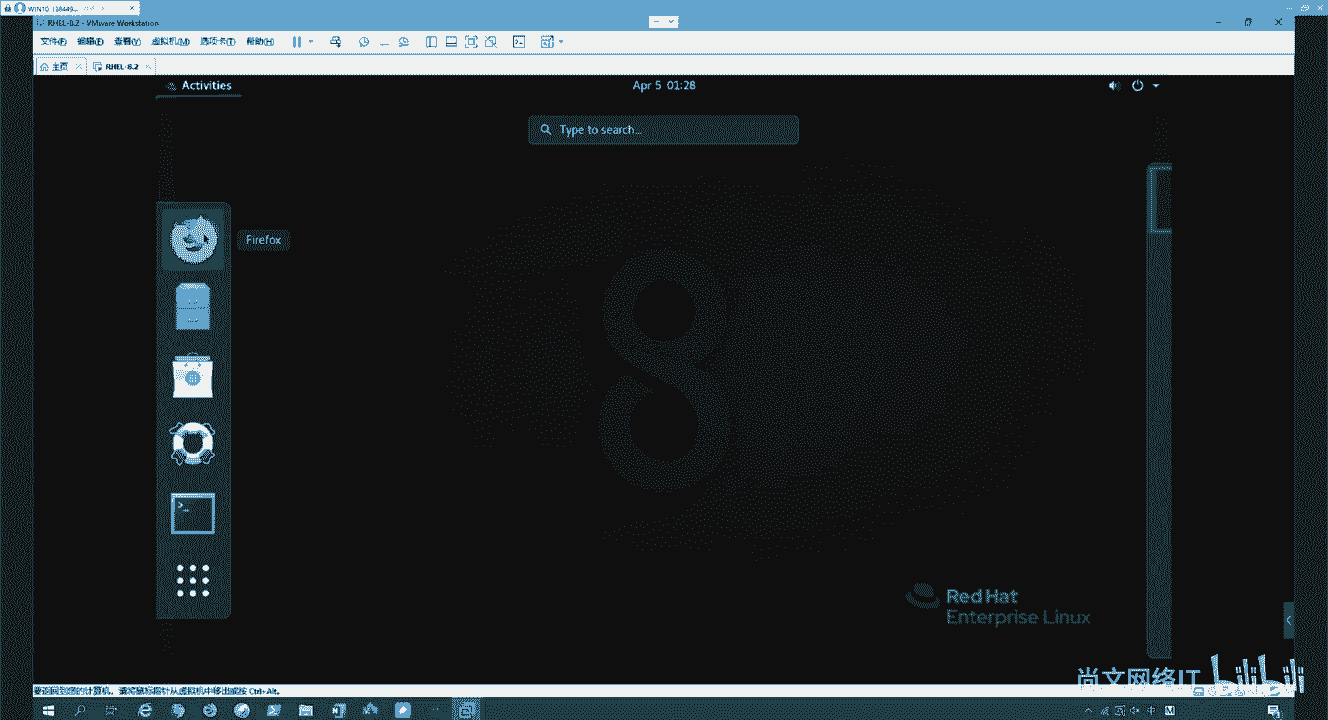 RHEL-8.2 - VMware Workstation
文件(F) 编辑(E) 查看(V) 虚拟机(M) 选项卡(T) 帮助(H)
主页 RHEL-8.2
Activities
Apr 5 01:28
Type to search...
Firefox
8
Red Hat
Enterprise Linux
尚文网络IT bilibili
要返回到您的计算机，请将鼠标指针从虚拟机中移出或按 Ctrl+Alt。
中 M